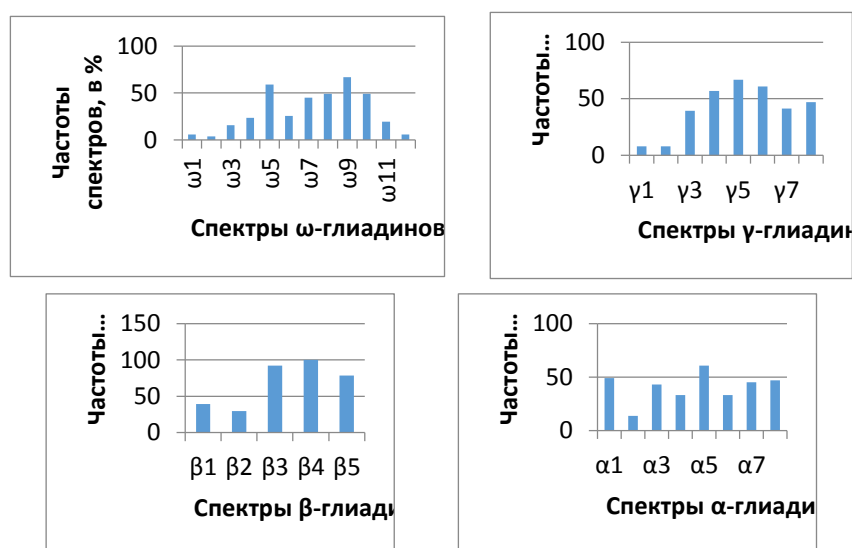 100
50
0
Частоты
спектров, в %
ω1
ω3
ω5
ω7
ω9
ω11
Спектры ω-глиадинов
100
50
0
Частоты...
γ1
γ3
γ5
γ7
Спектры γ-глиадин
150
100
50
0
Частоты...
β1 β2 β3 β4 β5
Спектры β-глиади
100
50
0
Частоты...
α1 α3 α5 α7
Спектры α-глиади